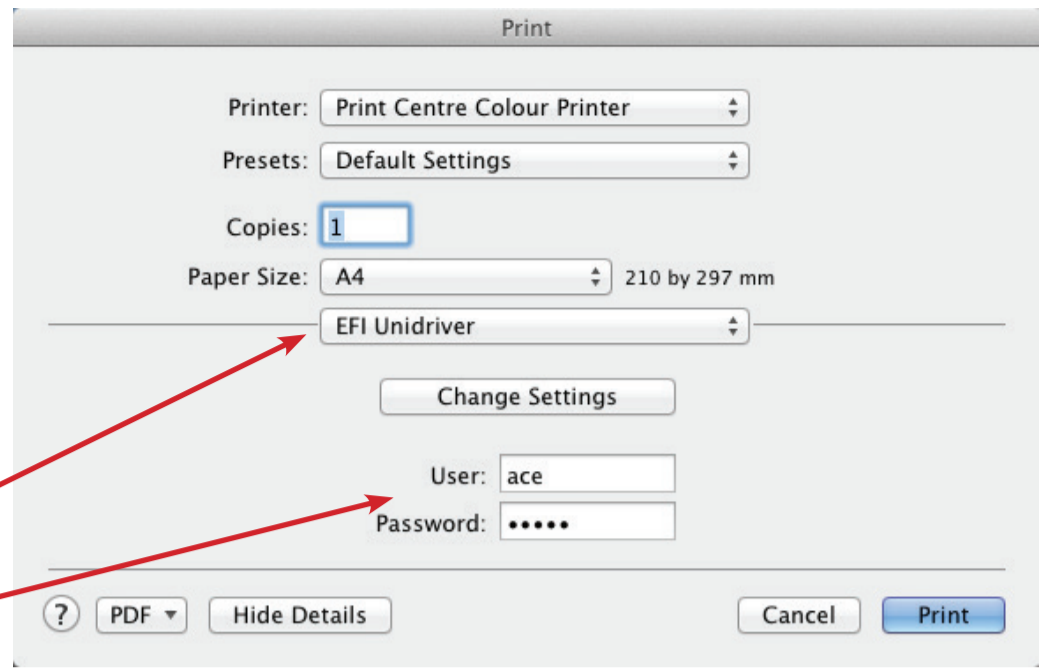 Print
Printer: Print Centre Colour Printer
Presets: Default Settings
Copies: 1
Paper Size: A4 210 by 297 mm
EFI Unidriver
Change Settings
User: ace
Password: •••••
? PDF Hide Details Cancel Print